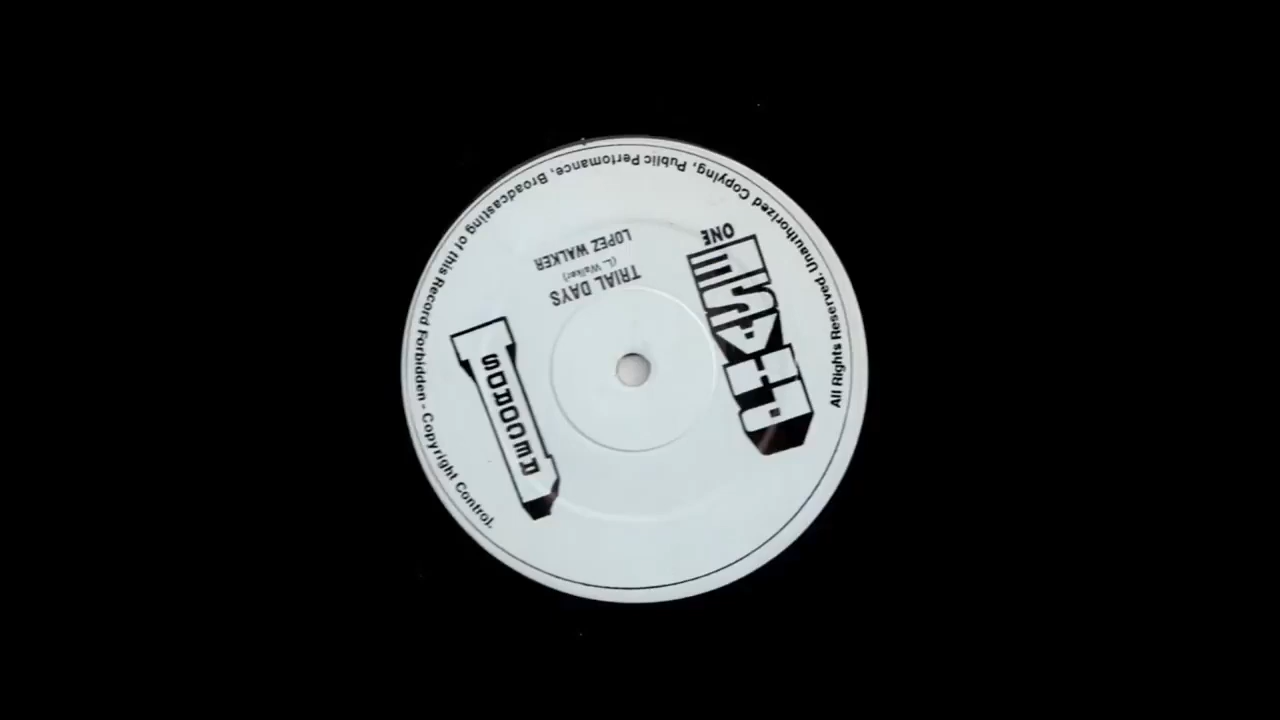 PHASE
ONE
RECORDS
TRIAL DAYS
(L. Walker)
LOPEZ WALKER
All Rights Reserved. Unauthorized Copying, Public Perfomance, Broadcasting of this Record Forbidden - Copyright Control.